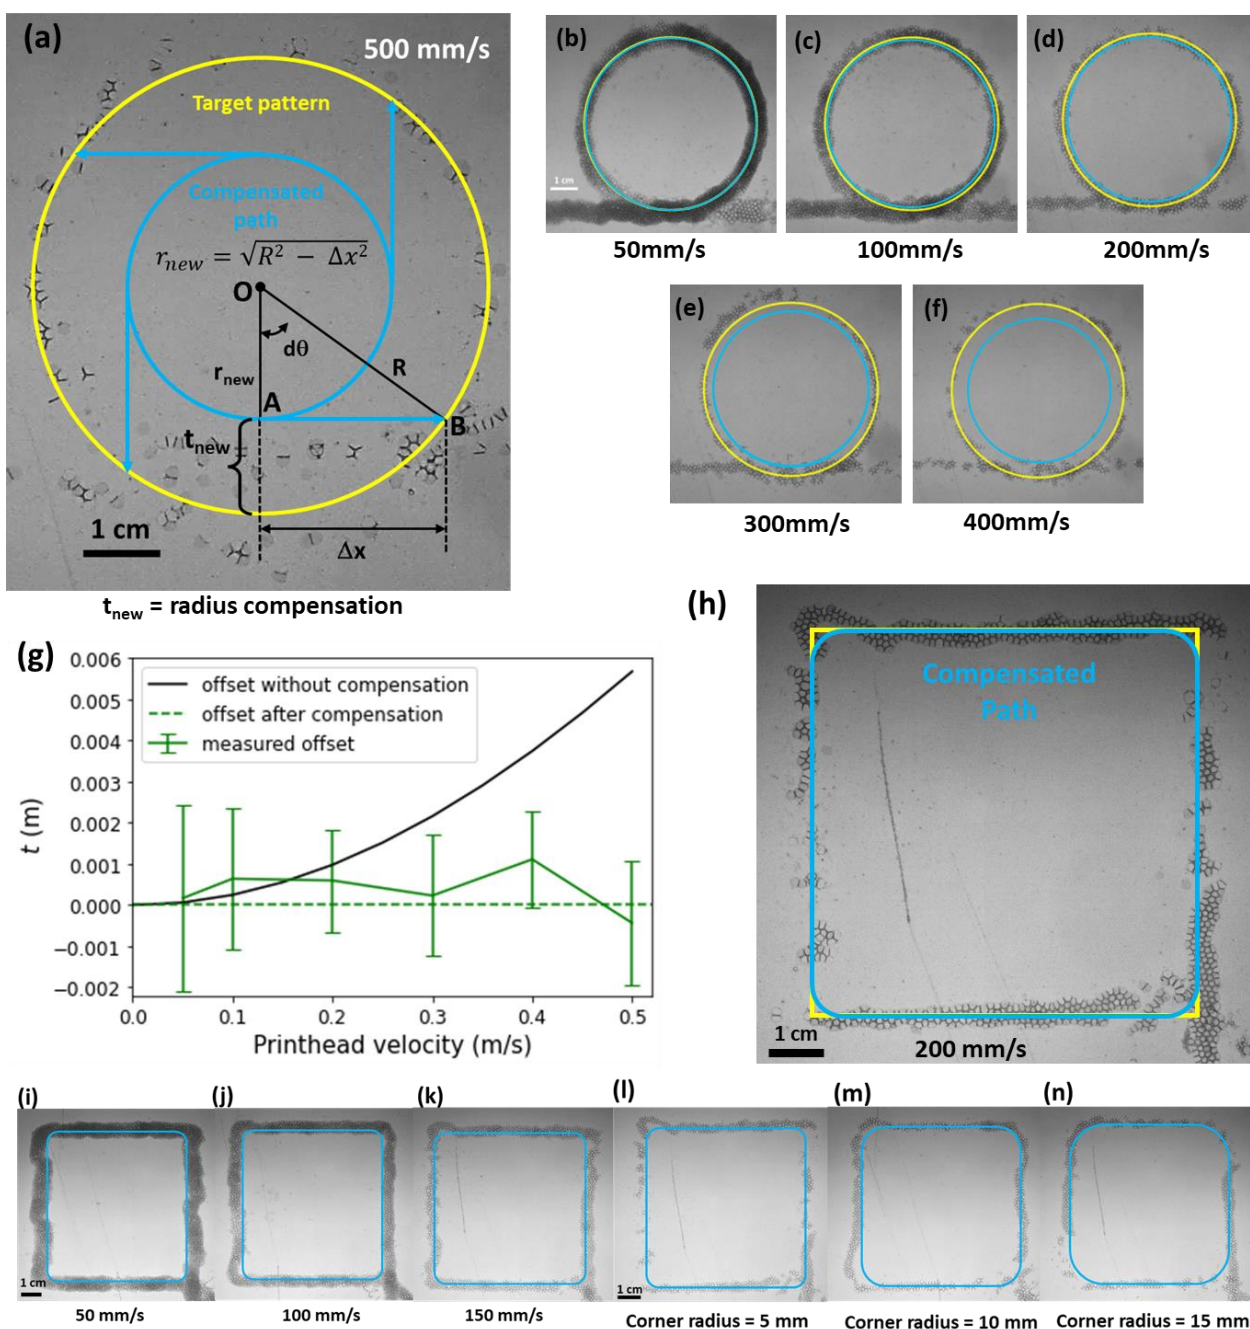 (a)
500 mm/s
Target pattern
Compensated
path
r_new = √R² − Δx²
O
dθ
R
r_new
A
B
t_new
1 cm
Δx
t_new = radius compensation
(b)
1 cm
50mm/s
(c)
100mm/s
(d)
200mm/s
(e)
300mm/s
(f)
400mm/s
(g)
0.006
0.005
0.004
0.003
0.002
0.001
0.000
−0.001
−0.002
t (m)
offset without compensation
offset after compensation
measured offset
0.0 0.1 0.2 0.3 0.4 0.5
Printhead velocity (m/s)
(h)
Compensated
Path
1 cm
200 mm/s
(i)
1 cm
50 mm/s
(j)
100 mm/s
(k)
150 mm/s
(l)
1 cm
Corner radius = 5 mm
(m)
Corner radius = 10 mm
(n)
Corner radius = 15 mm